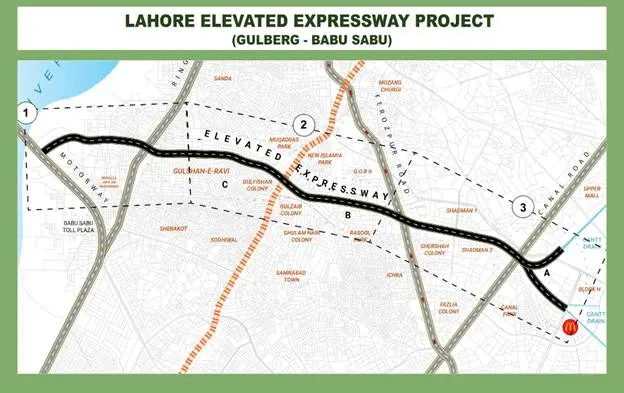 LAHORE ELEVATED EXPRESSWAY PROJECT
(GULBERG - BABU SABU)
RIVER
RING
SANDA
MOZANG
CHUNGI
FEROZPUR ROAD
1
2
3
ELEVATED EXPRESSWAY
MUQADDAS
PARK
NEW ISLAMIA
PARK
G.O.R II
MOTORWAY
GULSHAN-E-RAVI
C
GULFISHAN
COLONY
GULZAIB
COLONY
B
CANAL ROAD
UPPER
MALL
BABU SABU
TOLL PLAZA
SHERAKOT
SODHIWAL
GHULAM NABI
COLONY
RASOOL
PARK
SHADMAN 1
SHERSHAH
COLONY
SHADMAN 2
CANTT
DRAIN
A
SAMNABAD
TOWN
ICHRA
BLOCK H
FAZLIA
COLONY
CANAL
PARK
CANTT
DRAIN